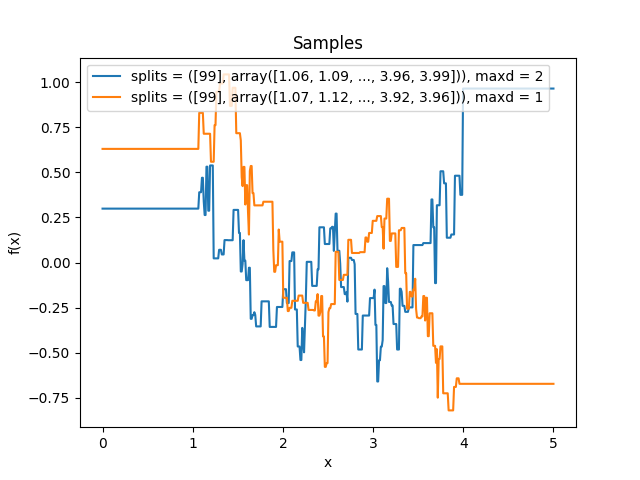 Samples
splits = ([99], array([1.06, 1.09, ..., 3.96, 3.99])), maxd = 2
splits = ([99], array([1.07, 1.12, ..., 3.92, 3.96])), maxd = 1
1.00
0.75
0.50
0.25
0.00
−0.25
−0.50
−0.75
f(x)
0 1 2 3 4 5
x